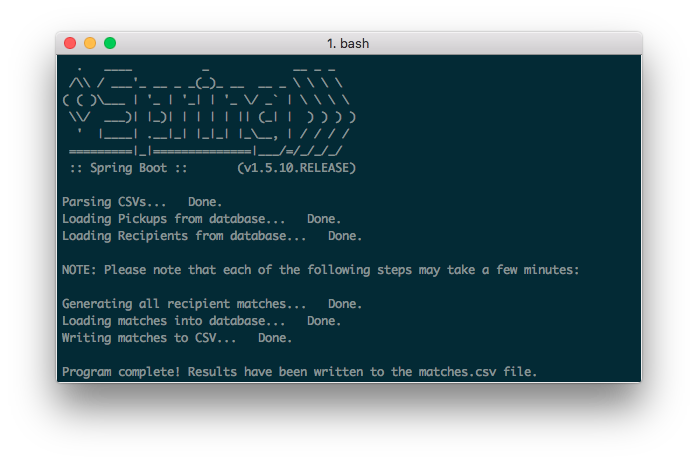 1. bash
  .   ____          _            __ _ _
 /\\ / ___'_ __ _ _(_)_ __  __ _ \ \ \ \
( ( )\___ | '_ | '_| | '_ \/ _` | \ \ \ \
 \\/  ___)| |_)| | | | | || (_| |  ) ) ) )
  '  |____| .__|_| |_|_| |_\__, | / / / /
 =========|_|==============|___/=/_/_/_/
 :: Spring Boot ::       (v1.5.10.RELEASE)
Parsing CSVs...   Done.
Loading Pickups from database...   Done.
Loading Recipients from database...   Done.
NOTE: Please note that each of the following steps may take a few minutes:
Generating all recipient matches...   Done.
Loading matches into database...   Done.
Writing matches to CSV...   Done.
Program complete! Results have been written to the matches.csv file.